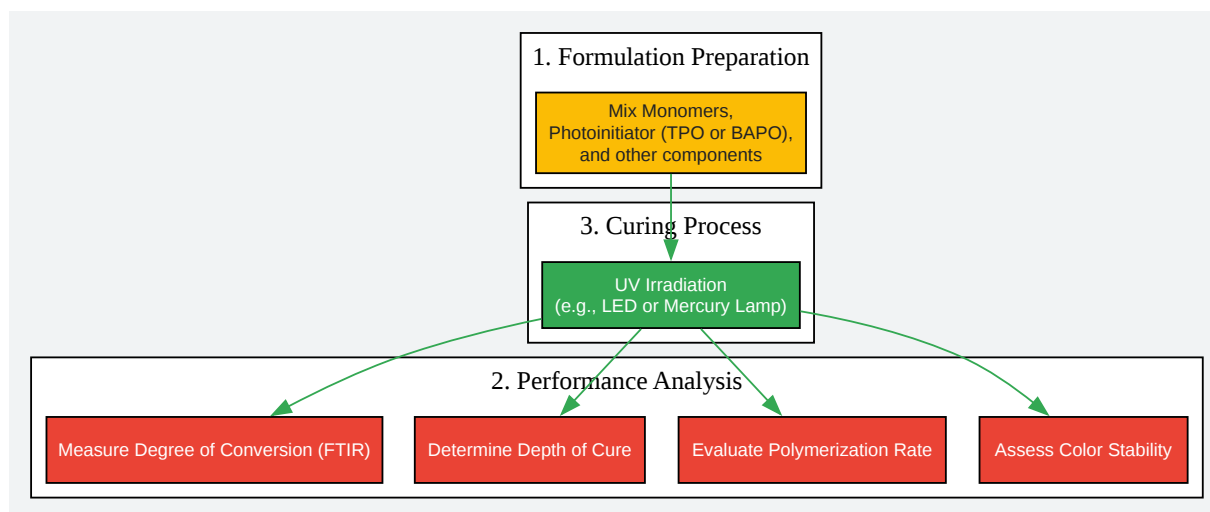 1. Formulation Preparation
Mix Monomers,
Photoinitiator (TPO or BAPO),
and other components
3. Curing Process
UV Irradiation
(e.g., LED or Mercury Lamp)
2. Performance Analysis
Measure Degree of Conversion (FTIR)
Determine Depth of Cure
Evaluate Polymerization Rate
Assess Color Stability